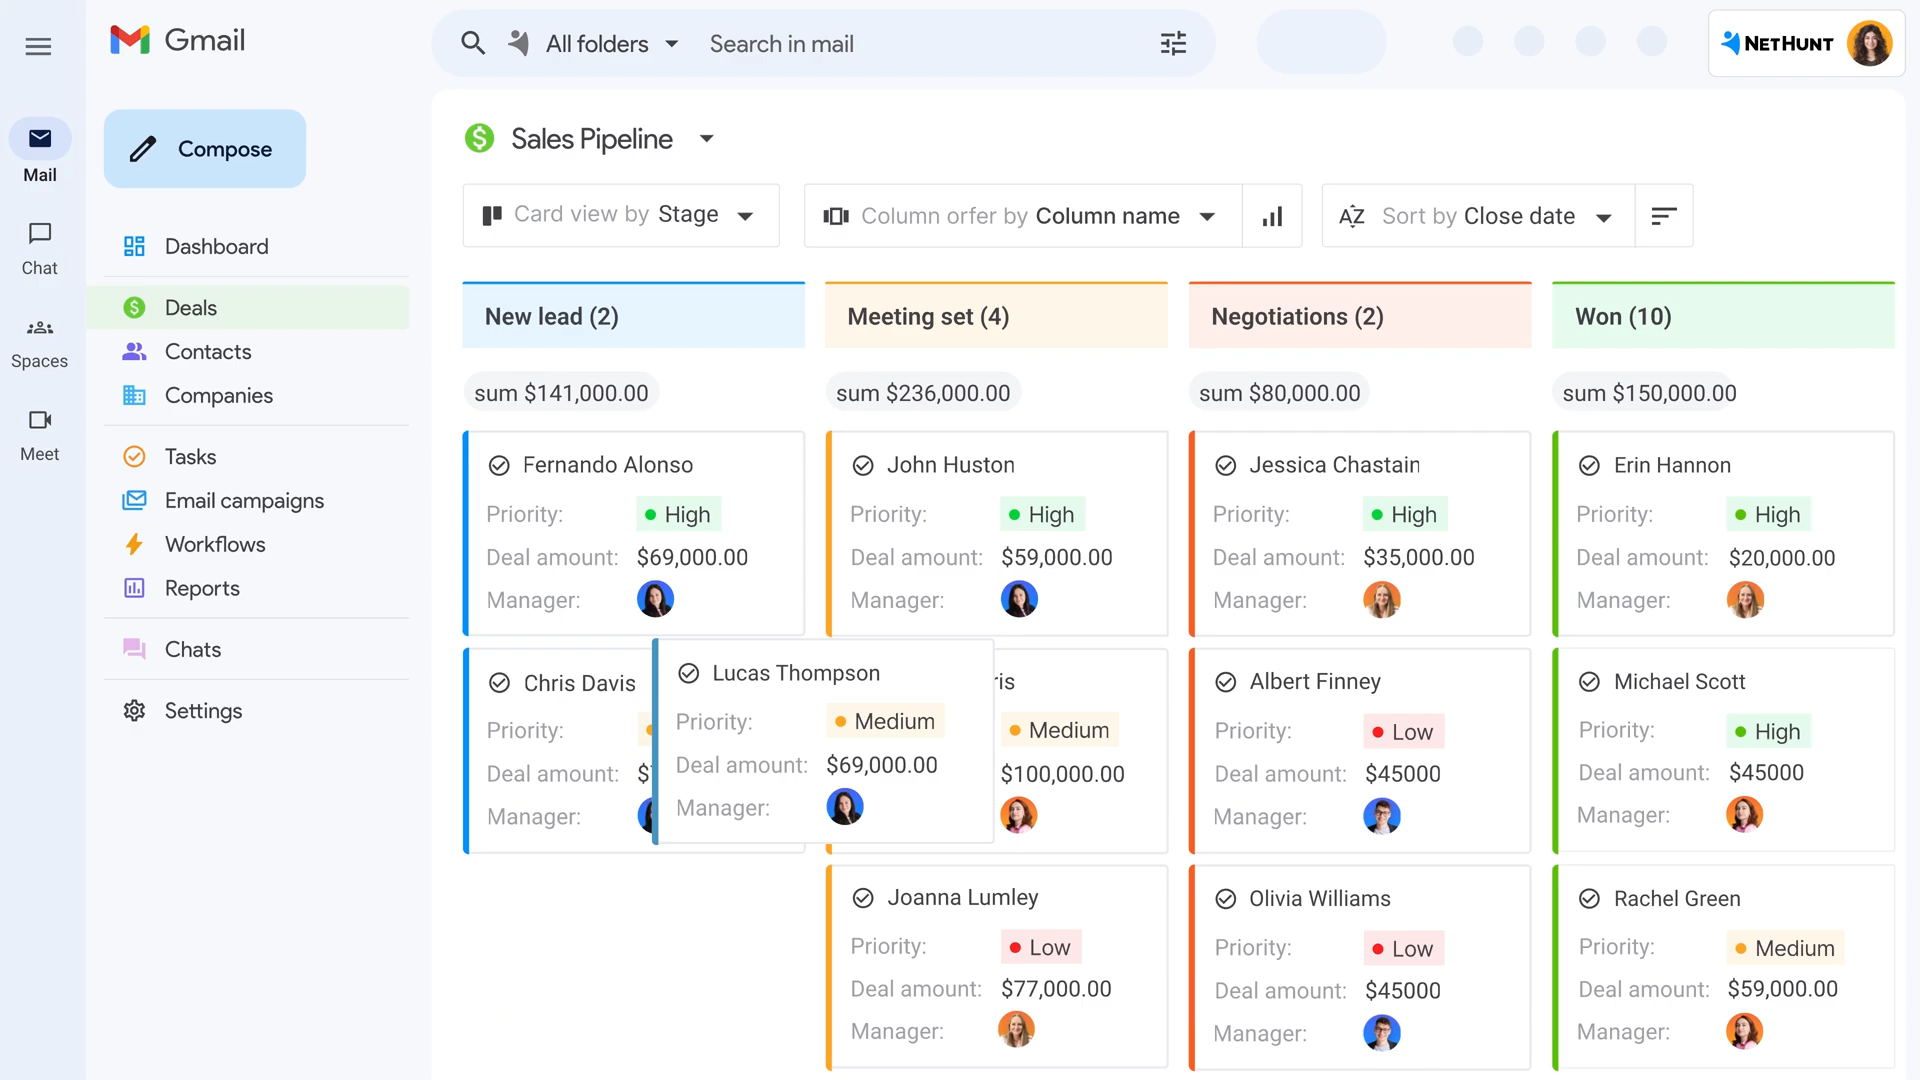 Gmail
All folders
Search in mail
NETHUNT
Compose
Mail
Chat
Spaces
Meet
Dashboard
Deals
Contacts
Companies
Tasks
Email campaigns
Workflows
Reports
Chats
Settings
Sales Pipeline
Card view by Stage
Column orfer by Column name
AZ Sort by Close date
New lead (2)
sum $141,000.00
Fernando Alonso
Priority: High
Deal amount: $69,000.00
Manager:
Chris Davis
Priority:
Deal amount: $
Manager:
Lucas Thompson
Priority: Medium
Deal amount: $69,000.00
Manager:
Meeting set (4)
sum $236,000.00
John Huston
Priority: High
Deal amount: $59,000.00
Manager:
ris
Medium
$100,000.00
Joanna Lumley
Priority: Low
Deal amount: $77,000.00
Manager:
Negotiations (2)
sum $80,000.00
Jessica Chastain
Priority: High
Deal amount: $35,000.00
Manager:
Albert Finney
Priority: Low
Deal amount: $45000
Manager:
Olivia Williams
Priority: Low
Deal amount: $45000
Manager:
Won (10)
sum $150,000.00
Erin Hannon
Priority: High
Deal amount: $20,000.00
Manager:
Michael Scott
Priority: High
Deal amount: $45000
Manager:
Rachel Green
Priority: Medium
Deal amount: $59,000.00
Manager: